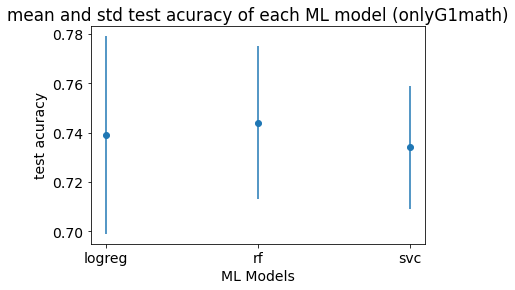 mean and std test acuracy of each ML model (onlyG1math)
0.78
0.76
0.74
0.72
0.70
test acuracy
logreg rf svc
ML Models